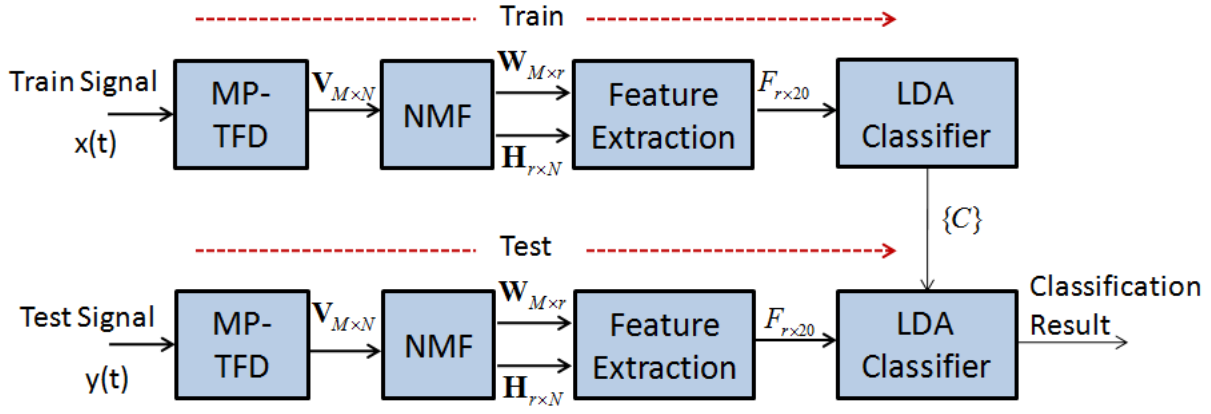 Train
Train Signal
x(t)
MP-
TFD
V_{M×N}
NMF
W_{M×r}
H_{r×N}
Feature
Extraction
F_{r×20}
LDA
Classifier
{C}
Test
Test Signal
y(t)
MP-
TFD
V_{M×N}
NMF
W_{M×r}
H_{r×N}
Feature
Extraction
F_{r×20}
LDA
Classifier
Classification
Result